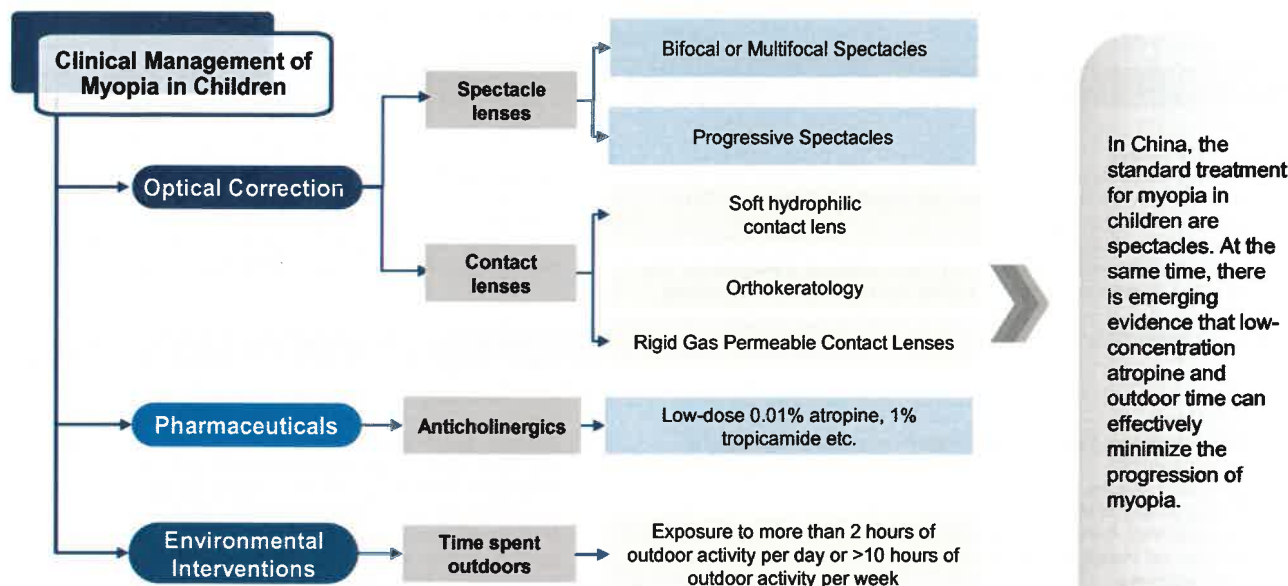 Clinical Management of
Myopia in Children
Optical Correction
Spectacle
lenses
Bifocal or Multifocal Spectacles
Progressive Spectacles
Contact
lenses
Soft hydrophilic
contact lens
Orthokeratology
Rigid Gas Permeable Contact Lenses
Pharmaceuticals
Anticholinergics
Low-dose 0.01% atropine, 1%
tropicamide etc.
Environmental
Interventions
Time spent
outdoors
Exposure to more than 2 hours of
outdoor activity per day or >10 hours of
outdoor activity per week
In China, the
standard treatment
for myopia in
children are
spectacles. At the
same time, there
is emerging
evidence that low-
concentration
atropine and
outdoor time can
effectively
minimize the
progression of
myopia.